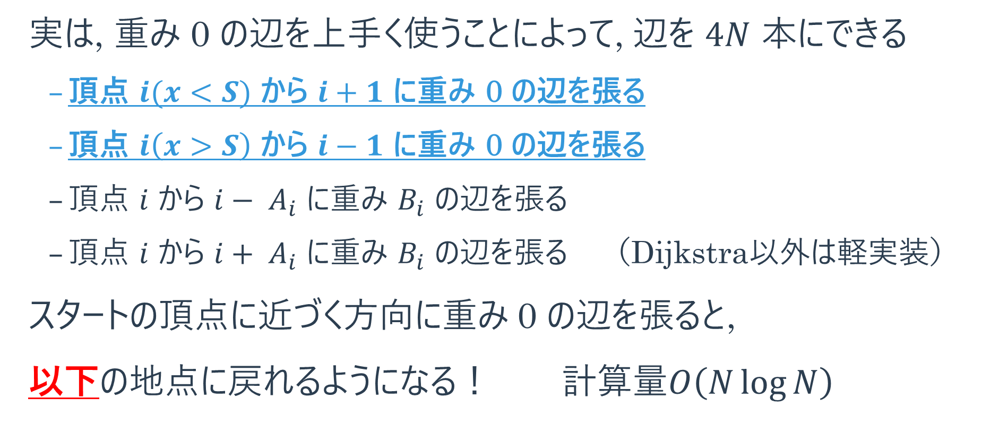 実は, 重み 0 の辺を上手く使うことによって, 辺を 4N 本にできる
– 頂点 i(x < S) から i + 1 に重み 0 の辺を張る
– 頂点 i(x > S) から i − 1 に重み 0 の辺を張る
– 頂点 i から i − A_i に重み B_i の辺を張る
– 頂点 i から i + A_i に重み B_i の辺を張る （Dijkstra以外は軽実装）
スタートの頂点に近づく方向に重み 0 の辺を張ると,
以下の地点に戻れるようになる！ 計算量O(N log N)